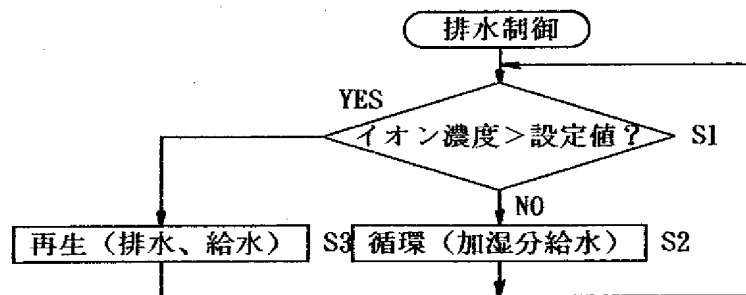 排水制御
YES
イオン濃度>設定値?
S1
NO
再生(排水、給水)
S3
循環(加湿分給水)
S2